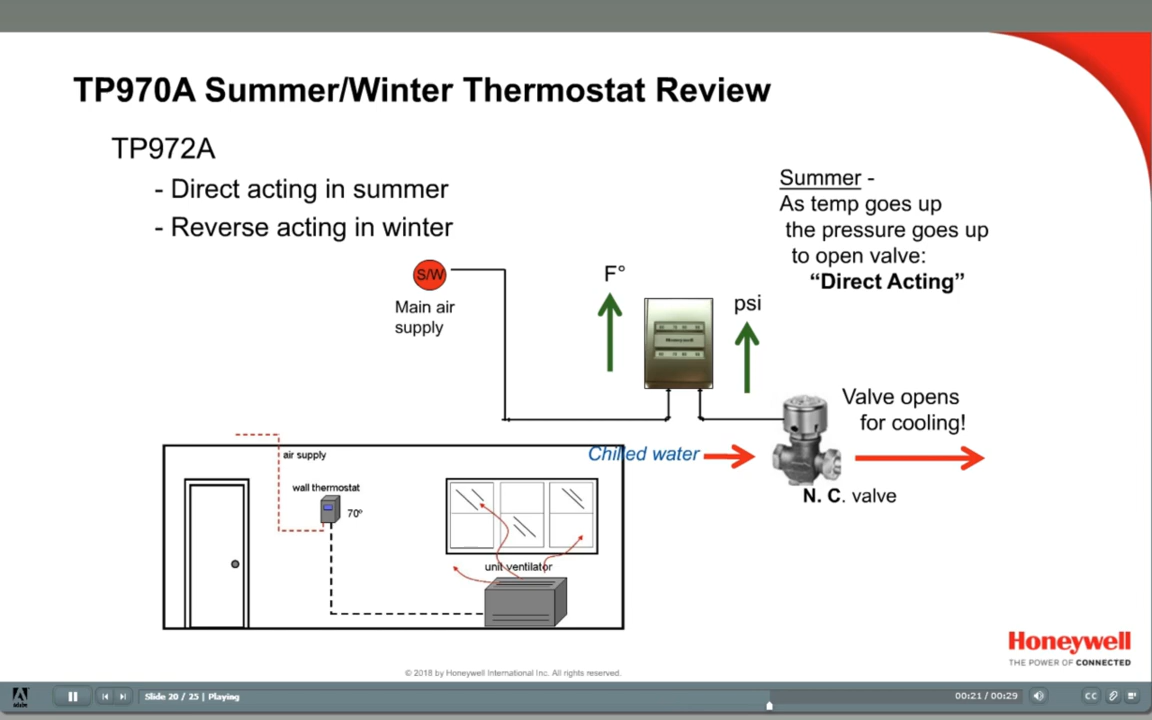 TP970A Summer/Winter Thermostat Review
TP972A
- Direct acting in summer
- Reverse acting in winter
Summer -
As temp goes up
the pressure goes up
to open valve:
“Direct Acting”
S/W
Main air
supply
F°
psi
Honeywell
Valve opens
for cooling!
Chilled water
N. C. valve
air supply
wall thermostat
70º
unit ventilator
Honeywell
THE POWER OF CONNECTED
© 2018 by Honeywell International Inc. All rights reserved.
Adobe
Slide 20 / 25 | Playing
00:21 / 00:29
CC